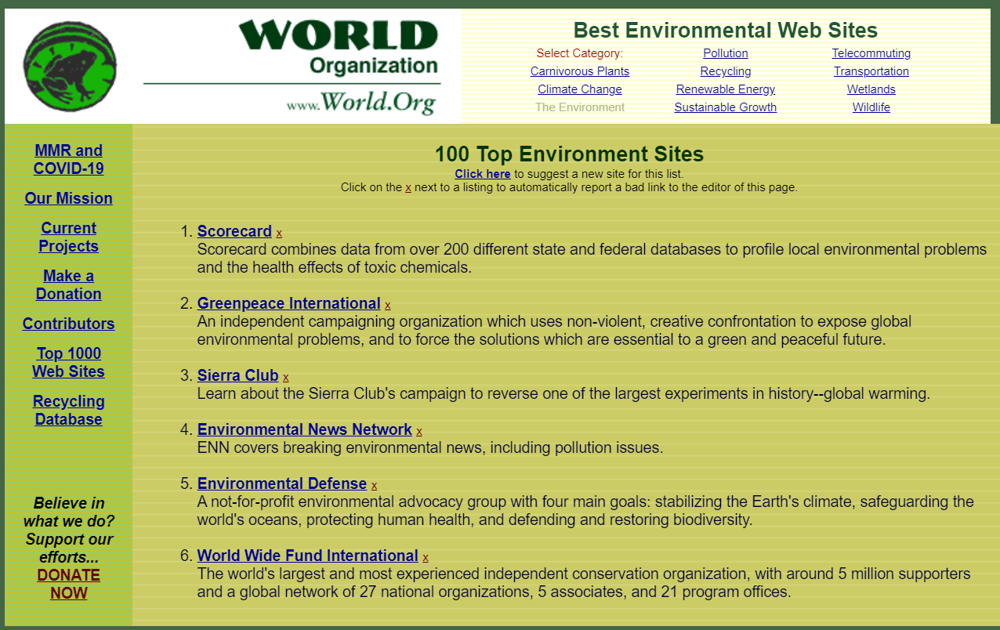 WORLD
Organization
www.World.Org
Best Environmental Web Sites
Select Category: Pollution Telecommuting
Carnivorous Plants Recycling Transportation
Climate Change Renewable Energy Wetlands
The Environment Sustainable Growth Wildlife
MMR and
COVID-19
Our Mission
Current
Projects
Make a
Donation
Contributors
Top 1000
Web Sites
Recycling
Database
Believe in
what we do?
Support our
efforts...
DONATE
NOW
100 Top Environment Sites
Click here to suggest a new site for this list.
Click on the x next to a listing to automatically report a bad link to the editor of this page.
1. Scorecard x
Scorecard combines data from over 200 different state and federal databases to profile local environmental problems
and the health effects of toxic chemicals.
2. Greenpeace International x
An independent campaigning organization which uses non-violent, creative confrontation to expose global
environmental problems, and to force the solutions which are essential to a green and peaceful future.
3. Sierra Club x
Learn about the Sierra Club's campaign to reverse one of the largest experiments in history--global warming.
4. Environmental News Network x
ENN covers breaking environmental news, including pollution issues.
5. Environmental Defense x
A not-for-profit environmental advocacy group with four main goals: stabilizing the Earth's climate, safeguarding the
world's oceans, protecting human health, and defending and restoring biodiversity.
6. World Wide Fund International x
The world's largest and most experienced independent conservation organization, with around 5 million supporters
and a global network of 27 national organizations, 5 associates, and 21 program offices.